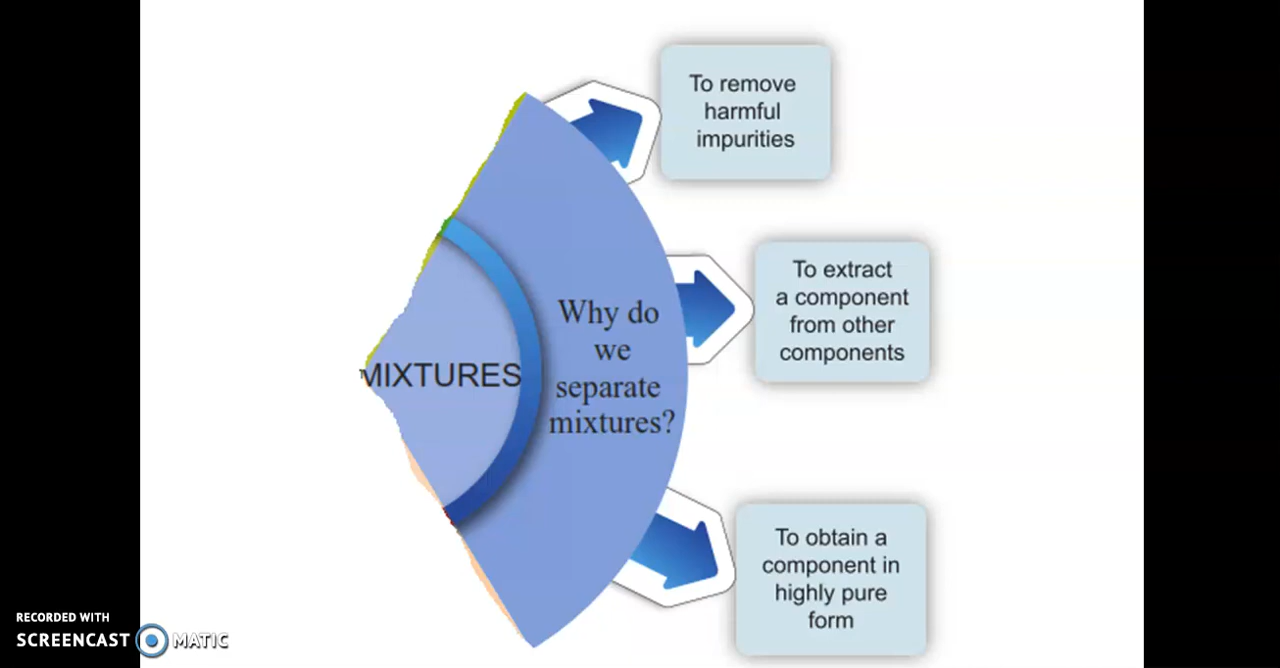 To remove
harmful
impurities
To extract
a component
from other
components
Why do
we
separate
mixtures?
MIXTURES
To obtain a
component in
highly pure
form
RECORDED WITH
SCREENCAST MATIC